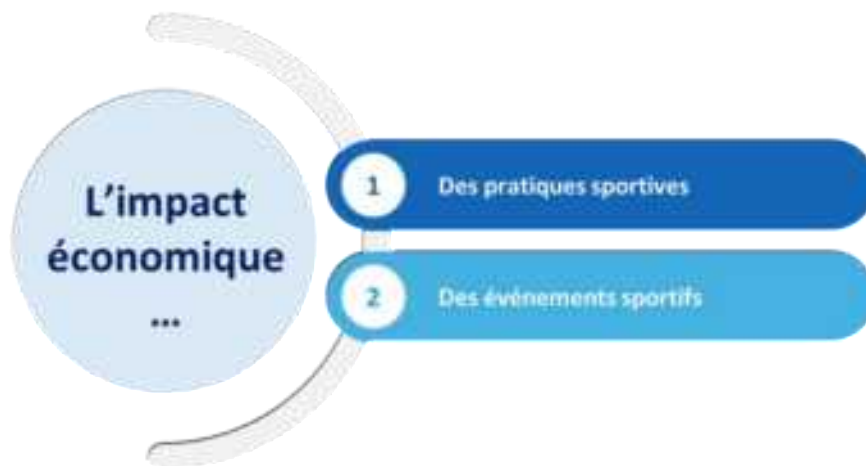 L’impact
économique
...
1
Des pratiques sportives
2
Des événements sportifs